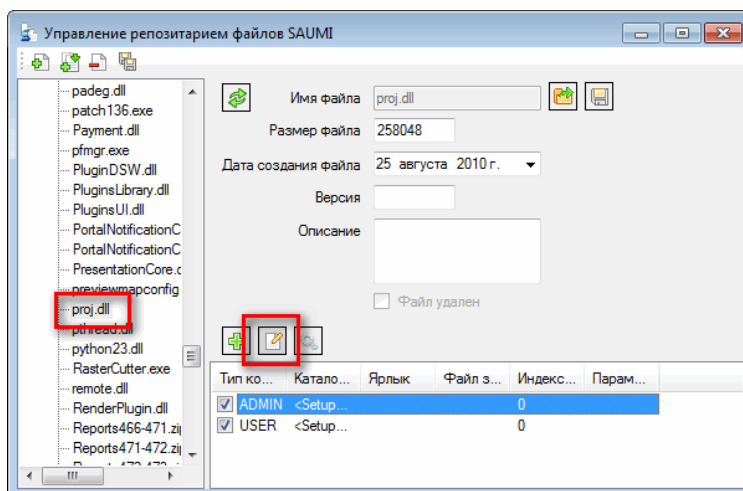 Управление репозитарием файлов SAUMI
padeg.dll
patch136.exe
Payment.dll
pfmgr.exe
PluginDSW.dll
PluginsLibrary.dll
PluginsUI.dll
PortalNotificationC
PortalNotificationC
PresentationCore.c
previewmapconfig
proj.dll
pthread.dll
python23.dll
RasterCutter.exe
remote.dll
RenderPlugin.dll
Reports466-471.zi
Reports471-472.zi
Имя файла proj.dll
Размер файла 258048
Дата создания файла 25 августа 2010 г.
Версия
Описание
Файл удален
Тип ко... Катало... Ярлык Файл з... Индекс... Парам...
ADMIN <Setup... 0
USER <Setup... 0